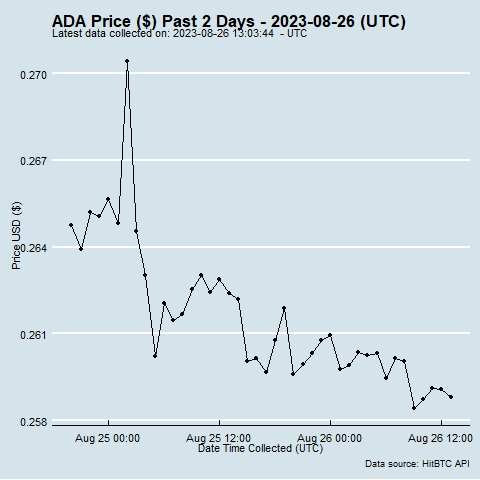 ADA Price ($) Past 2 Days - 2023-08-26 (UTC)
Latest data collected on: 2023-08-26 13:03:44  - UTC
0.270
0.267
0.264
0.261
0.258
Price USD ($)
Aug 25 00:00
Aug 25 12:00
Aug 26 00:00
Aug 26 12:00
Date Time Collected (UTC)
Data source: HitBTC API